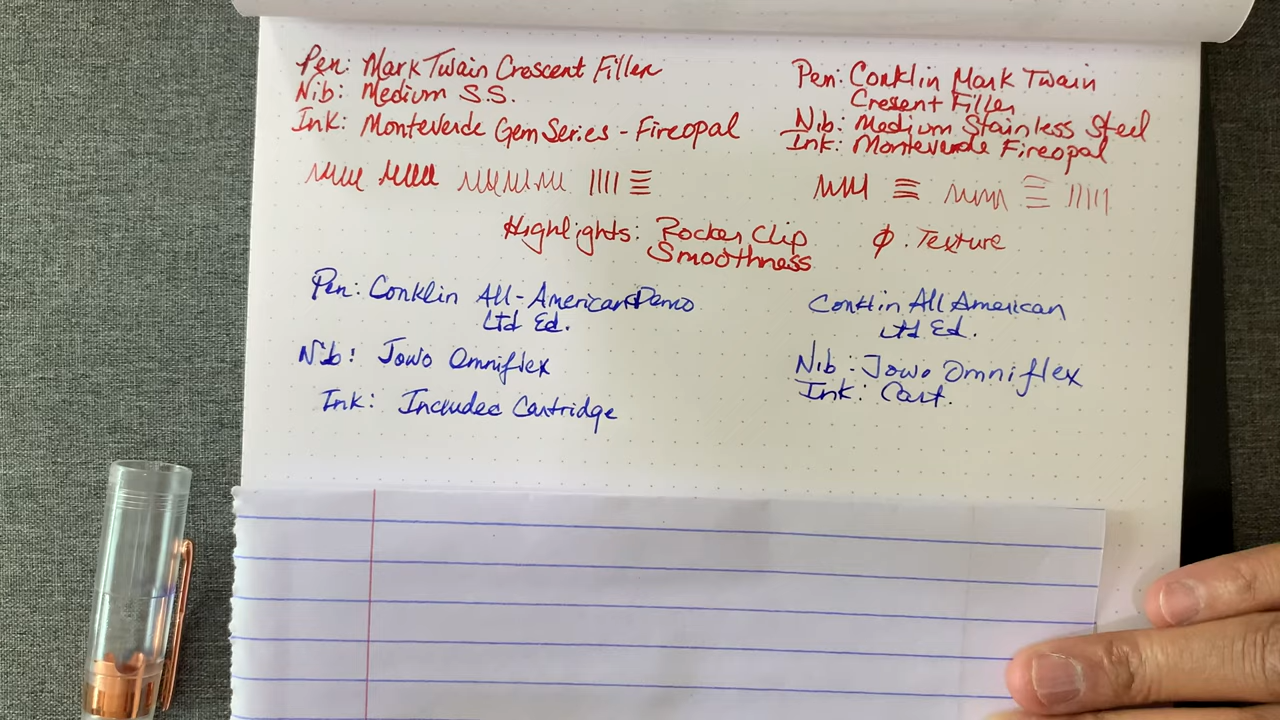 Pen: Mark Twain Crescent Filler
Nib: Medium S.S.
Ink: Monteverde Gem Series - Fireopal
Pen: Conklin Mark Twain
Cresent Filler
Nib: Medium Stainless Steel
Ink: Monteverde Fireopal
Highlights: Rocker Clip
Smoothness
φ. Texture
Pen: Conklin All-American Demo
Ltd Ed.
Nib: Jowo Omniflex
Ink: Includec Cartridge
Conklin All American
Ltd Ed.
Nib: Jowo Omniflex
Ink: Cart.